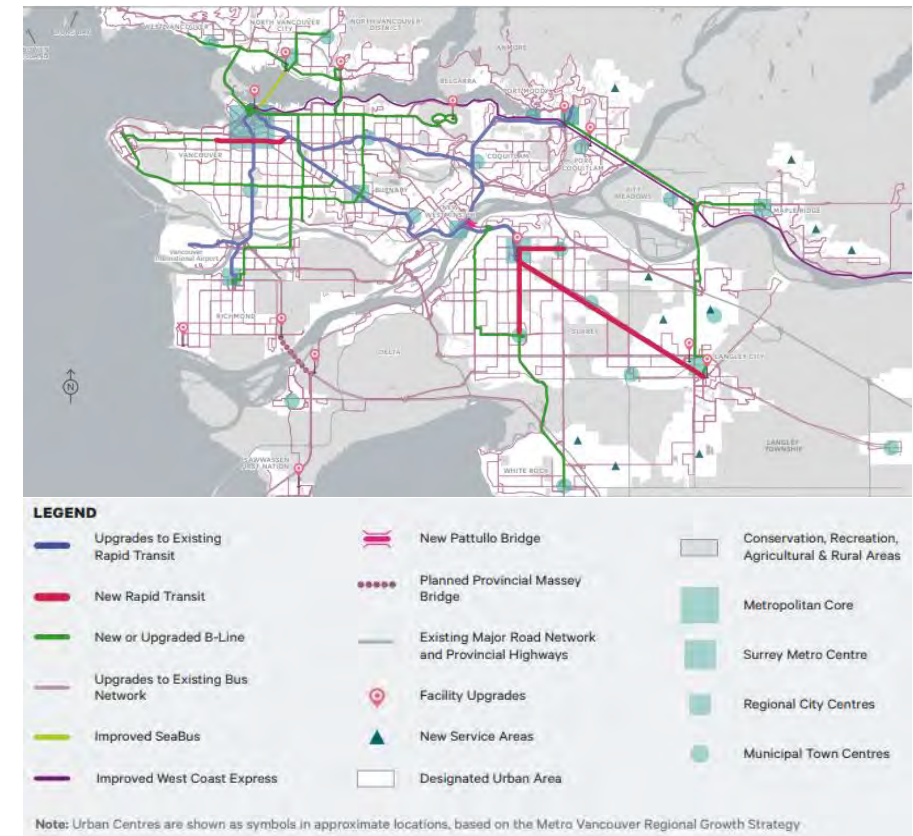 WEST VANCOUVER
NORTH VANCOUVER
CITY
NORTH VANCOUVER
DISTRICT
ANMORE
BELCARRA
PORT MOODY
VANCOUVER
BURNABY
COQUITLAM
PORT
COQUITLAM
PITT
MEADOWS
MAPLE RIDGE
NEW
WESTMINSTER
Vancouver
International Airport
RICHMOND
DELTA
SURREY
LANGLEY CITY
LANGLEY
TOWNSHIP
TSAWWASSEN
FIRST NATION
WHITE ROCK
N
LEGEND
Upgrades to Existing
Rapid Transit
New Rapid Transit
New or Upgraded B-Line
Upgrades to Existing Bus
Network
Improved SeaBus
Improved West Coast Express
New Pattullo Bridge
Planned Provincial Massey
Bridge
Existing Major Road Network
and Provincial Highways
Facility Upgrades
New Service Areas
Designated Urban Area
Conservation, Recreation,
Agricultural & Rural Areas
Metropolitan Core
Surrey Metro Centre
Regional City Centres
Municipal Town Centres
Note: Urban Centres are shown as symbols in approximate locations, based on the Metro Vancouver Regional Growth Strategy